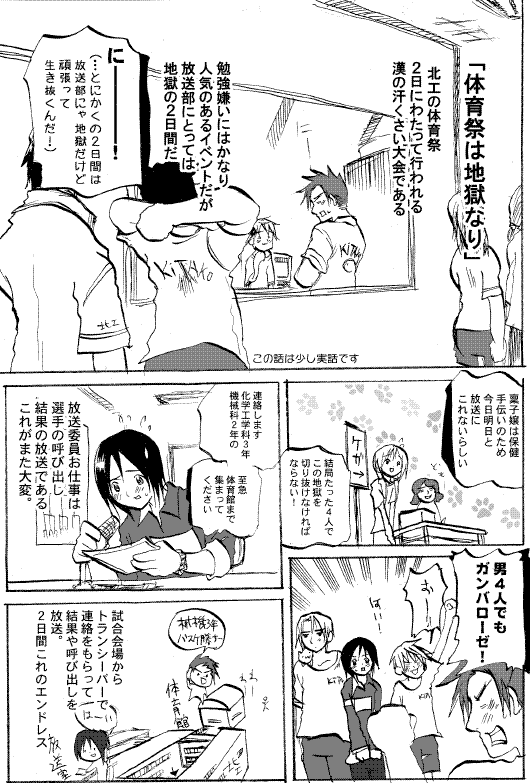 「体育祭は地獄なり」
北工の体育祭
２日にわたって行われる
漢の汗くさい大会である
勉強嫌いにはかなり
人気のあるイベントだが
放送部にとっては
地獄の２日間だ
に―――！
（…とにかくの２日間は
放送部にゃ地獄だけど
頑張って
生き抜くんだ！）
KITAKO
KITAKO
北工
この話は少し実話です
稟子嬢は保健
手伝いのため
今日明日と
放送に
これないらしい
ケガ→
結局たった４人で
この地獄を
切り抜けなければ
ならない！
連絡します
化学工学科３年
機械科２年の
至急
体育館まで
集まって
ください
放送委員お仕事は
選手の呼び出し
結果の放送である
これがまた大変。
男４人でも
ガンバローゼ！
おーっ
はーい
試合会場から
トランシーバーで
連絡をもらって
結果や呼び出しを
放送。
２日間これのエンドレス
体育館
はーい
放送室